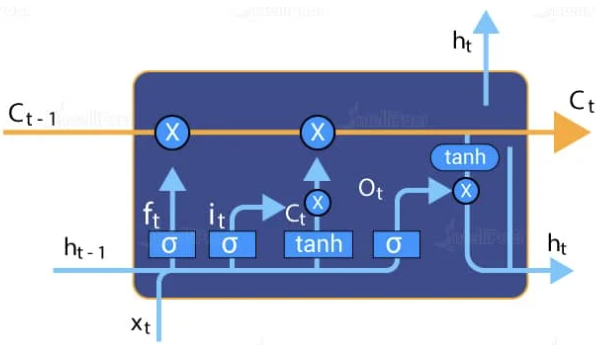 h_t
C_t-1
X
X
C_t
tanh
f_t
i_t
C_t
X
O_t
X
h_t-1
σ
σ
tanh
σ
h_t
x_t